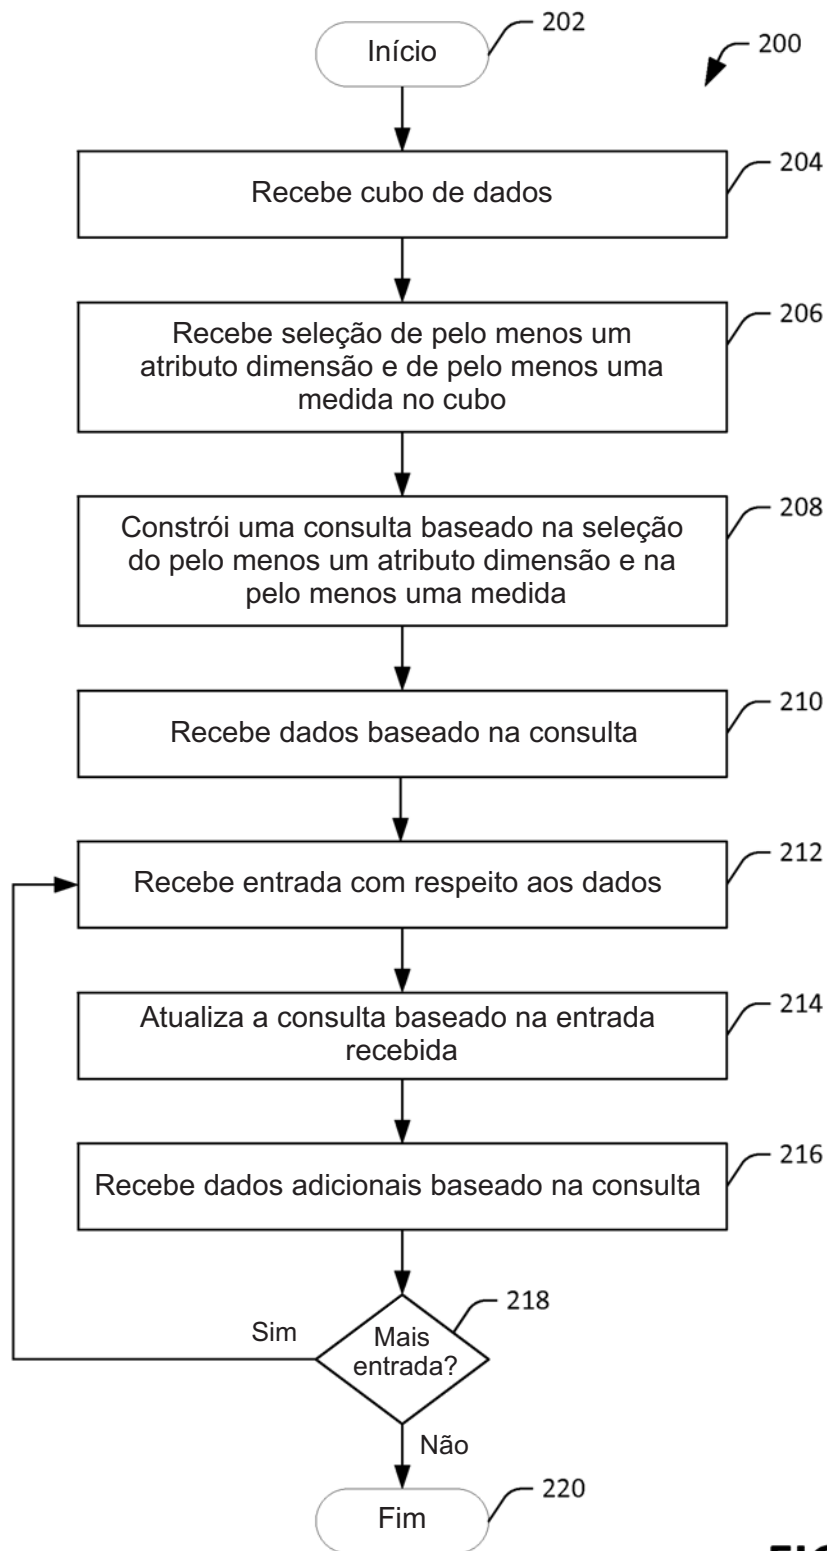 Início
202
200
Recebe cubo de dados
204
Recebe seleção de pelo menos um
atributo dimensão e de pelo menos uma
medida no cubo
206
Constrói uma consulta baseado na seleção
do pelo menos um atributo dimensão e na
pelo menos uma medida
208
Recebe dados baseado na consulta
210
Recebe entrada com respeito aos dados
212
Atualiza a consulta baseado na entrada
recebida
214
Recebe dados adicionais baseado na consulta
216
Mais
entrada?
218
Sim
Não
Fim
220